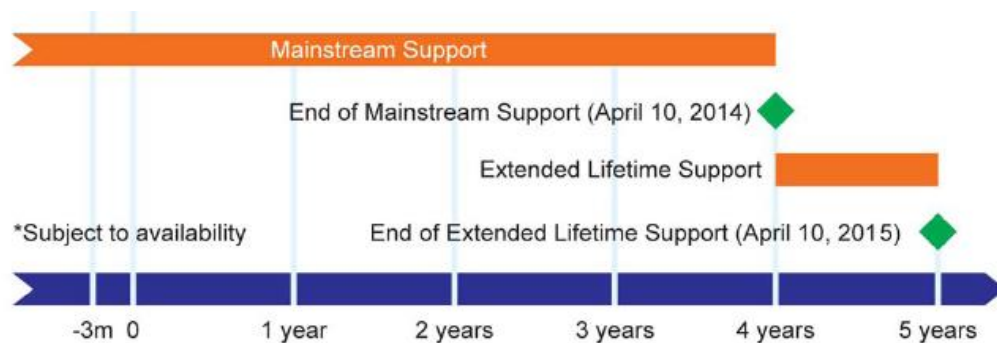 Mainstream Support
End of Mainstream Support (April 10, 2014)
Extended Lifetime Support
*Subject to availability
End of Extended Lifetime Support (April 10, 2015)
-3m 0 1 year 2 years 3 years 4 years 5 years